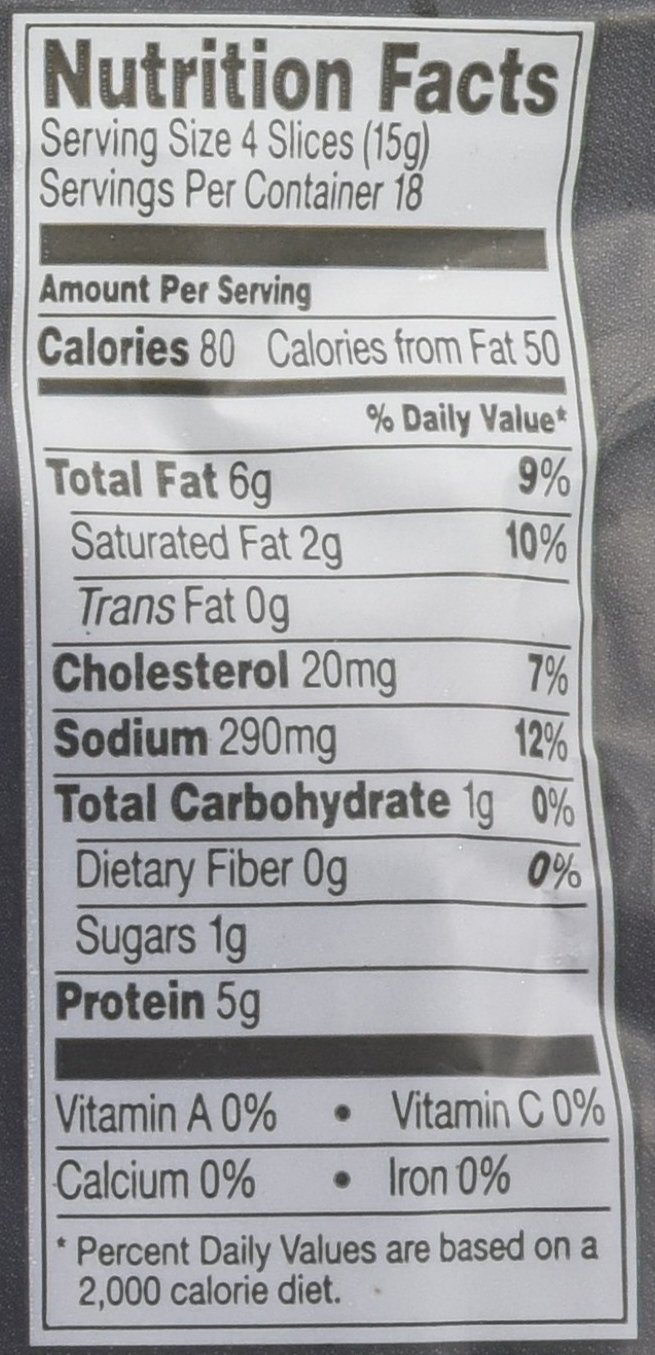 Nutrition Facts
Serving Size 4 Slices (15g)
Servings Per Container 18
Amount Per Serving
Calories 80 Calories from Fat 50
% Daily Value*
Total Fat 6g 9%
Saturated Fat 2g 10%
Trans Fat 0g
Cholesterol 20mg 7%
Sodium 290mg 12%
Total Carbohydrate 1g 0%
Dietary Fiber 0g 0%
Sugars 1g
Protein 5g
Vitamin A 0% • Vitamin C 0%
Calcium 0% • Iron 0%
* Percent Daily Values are based on a
2,000 calorie diet.